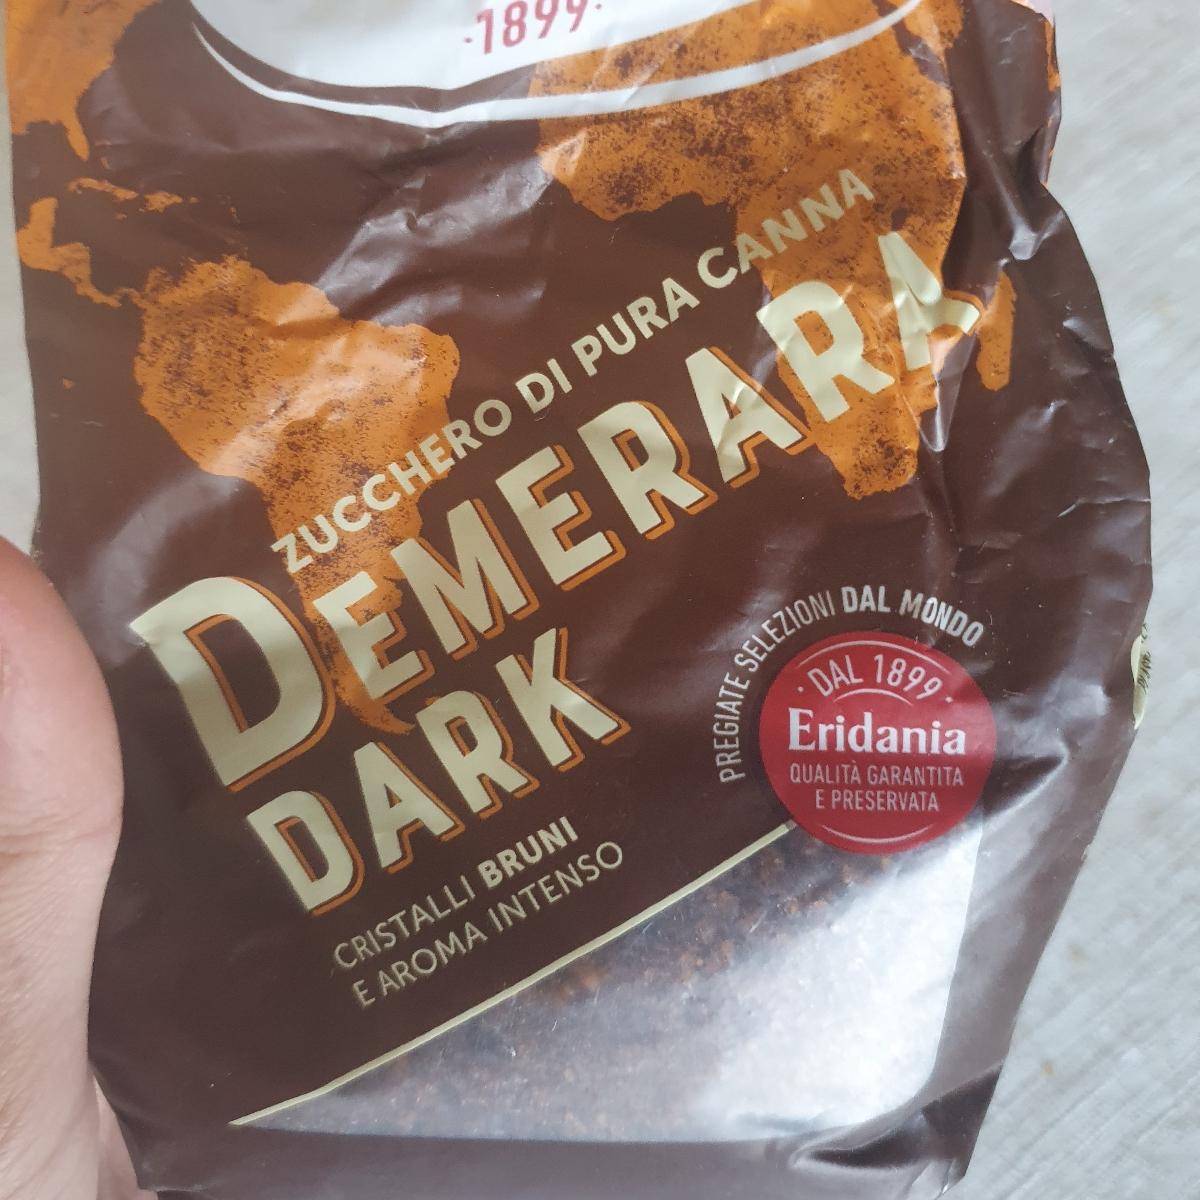 ·1899·
ZUCCHERO DI PURA CANNA
DEMERARA
DARK
CRISTALLI BRUNI
E AROMA INTENSO
PREGIATE SELEZIONI DAL MONDO
· DAL 1899 ·
Eridania
QUALITÀ GARANTITA
E PRESERVATA